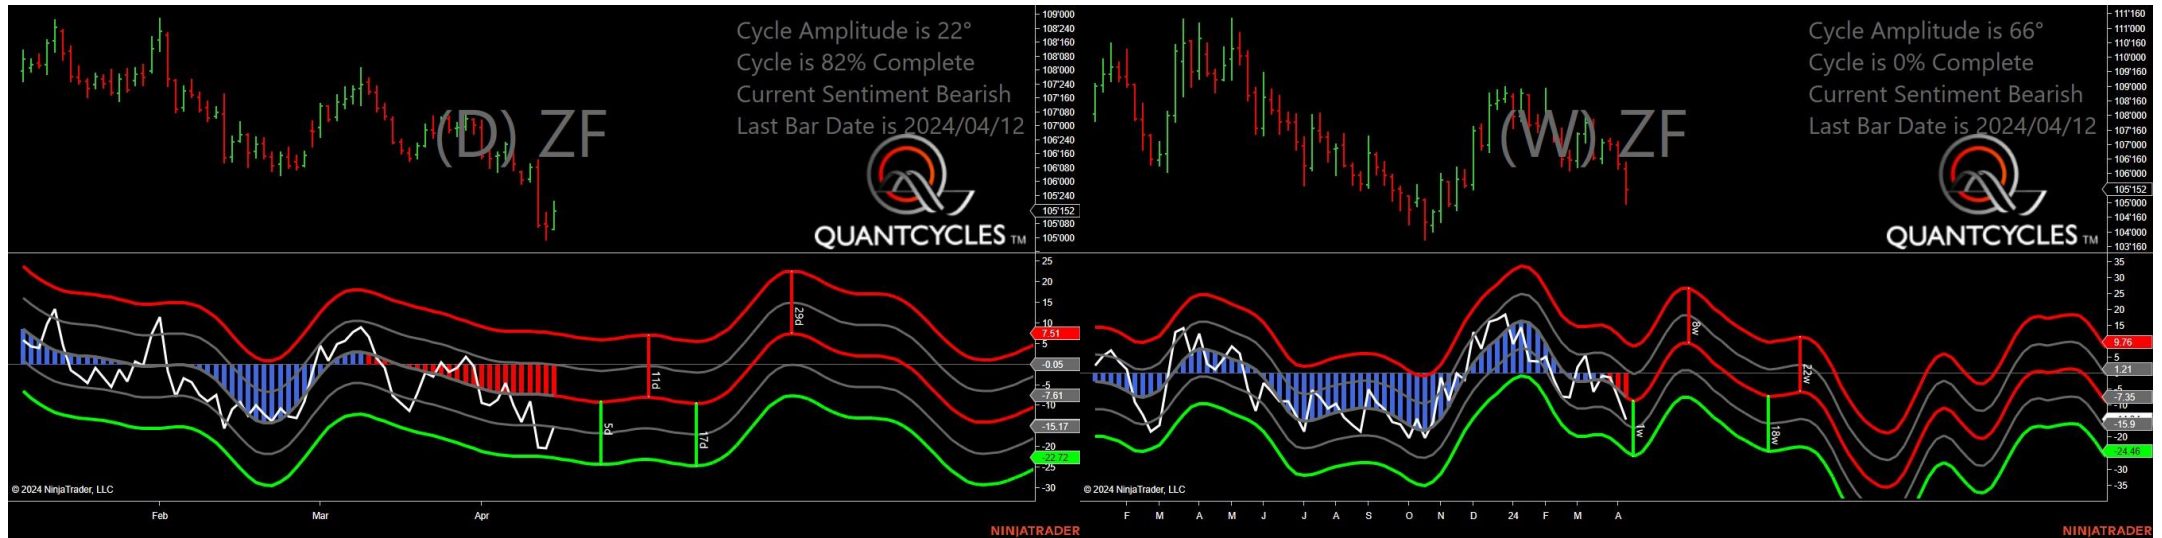 Cycle Amplitude is 22°
Cycle is 82% Complete
Current Sentiment Bearish
Last Bar Date is 2024/04/12
(D) ZF
QUANTCYCLES TM
109'000
108'240
108'160
108'080
108'000
107'240
107'160
107'080
107'000
106'240
106'160
106'080
106'000
105'240
105'152
105'080
105'000
25
20
15
10
7.51
5
-0.05
-5
-7.61
-10
-15.17
-20
-22.72
-25
-30
5d
11d
17d
29d
© 2024 NinjaTrader, LLC
Feb Mar Apr
NINJATRADER
Cycle Amplitude is 66°
Cycle is 0% Complete
Current Sentiment Bearish
Last Bar Date is 2024/04/12
(W) ZF
QUANTCYCLES TM
111'160
111'000
110'160
110'000
109'160
109'000
108'160
108'000
107'160
107'000
106'160
106'000
105'152
105'000
104'160
104'000
103'160
35
30
25
20
15
9.76
5
1.21
-5
-7.35
-10
-15.9
-20
-24.46
-30
-35
1w
8w
18w
22w
© 2024 NinjaTrader, LLC
F M A M J J A S O N D 24 F M A
NINJATRADER